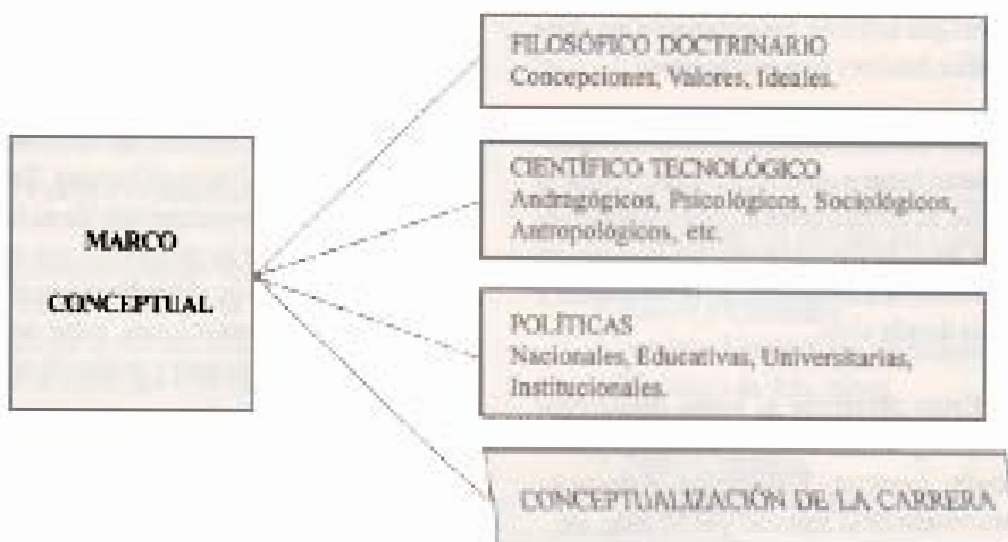 MARCO
CONCEPTUAL
FILOSÓFICO DOCTRINARIO
Concepciones, Valores, Ideales.
CIENTÍFICO TECNOLÓGICO
Andragógicos, Psicológicos, Sociológicos,
Antropológicos, etc.
POLÍTICAS
Nacionales, Educativas, Universitarias,
Institucionales.
CONCEPTUALIZACIÓN DE LA CARRERA